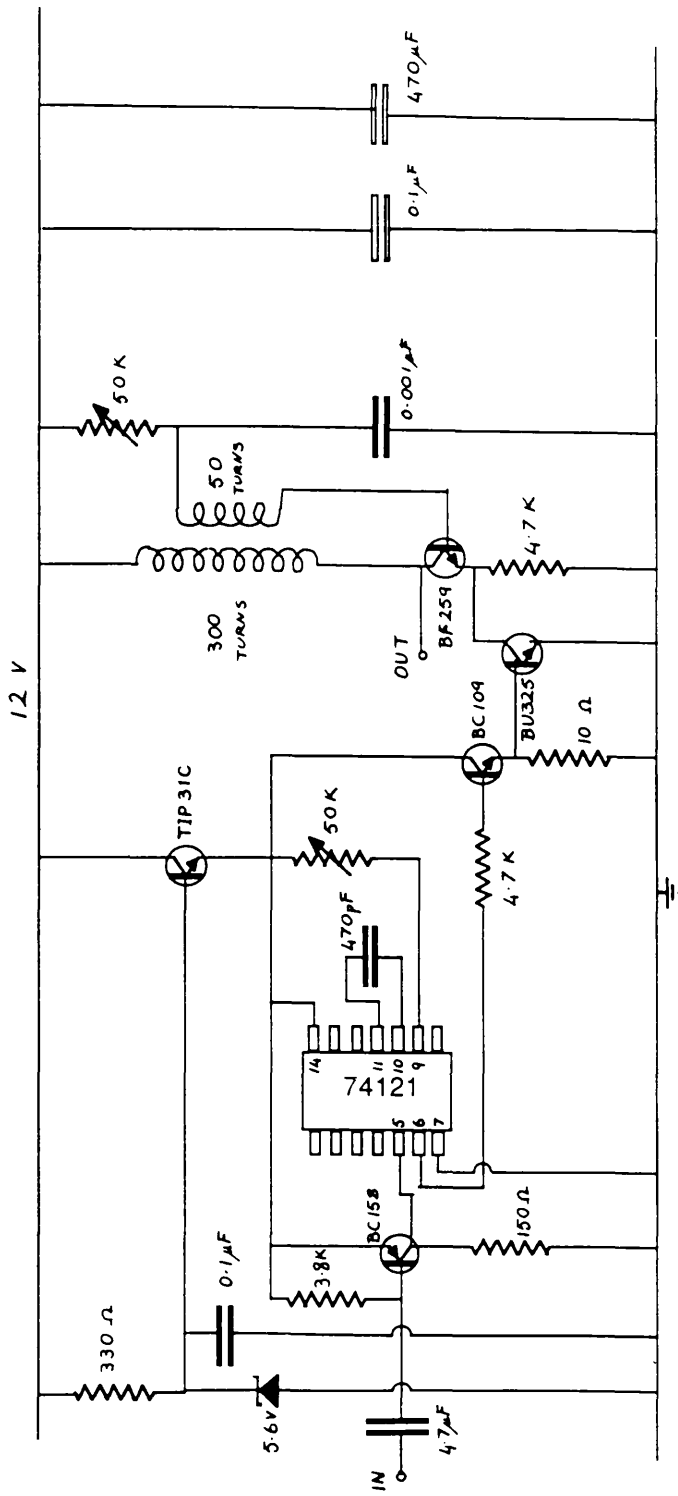 12 V
330 Ω
0.1µF
5.6V
4.7µF
IN
3.8K
BC158
150Ω
TIP31C
14
11
10
9
74121
5
6
7
470pF
50K
4.7K
BC109
10 Ω
BU325
OUT
BF259
4.7K
300
TURNS
50
TURNS
50K
0.001µF
0.1µF
470µF